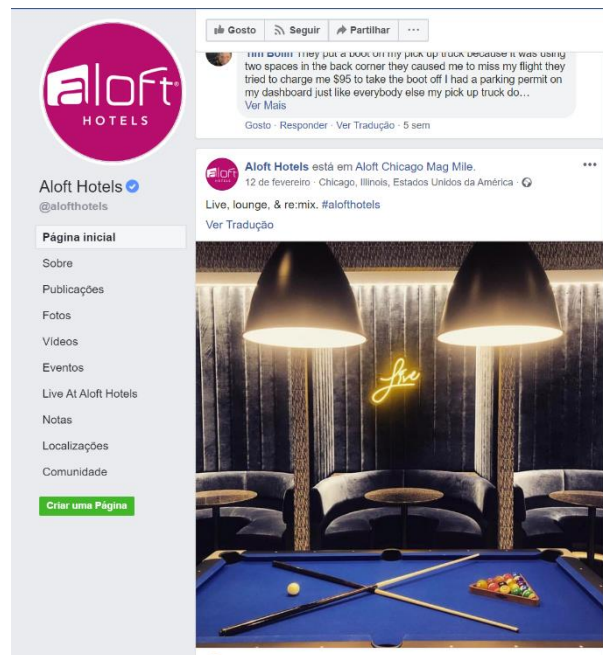 aloft
HOTELS
Aloft Hotels
@alofthotels
Página inicial
Sobre
Publicações
Fotos
Vídeos
Eventos
Live At Aloft Hotels
Notas
Localizações
Comunidade
Criar uma Página
Gosto Seguir Partilhar ...
Tim Bolin They put a boot on my pick up truck because it was using
two spaces in the back corner they caused me to miss my flight they
tried to charge me $95 to take the boot off I had a parking permit on
my dashboard just like everybody else my pick up truck do…
Ver Mais
Gosto · Responder · Ver Tradução · 5 sem
aloft
HOTELS
Aloft Hotels está em Aloft Chicago Mag Mile.
12 de fevereiro · Chicago, Illinois, Estados Unidos da América ·
Live, lounge, & re:mix. #alofthotels
Ver Tradução
Live